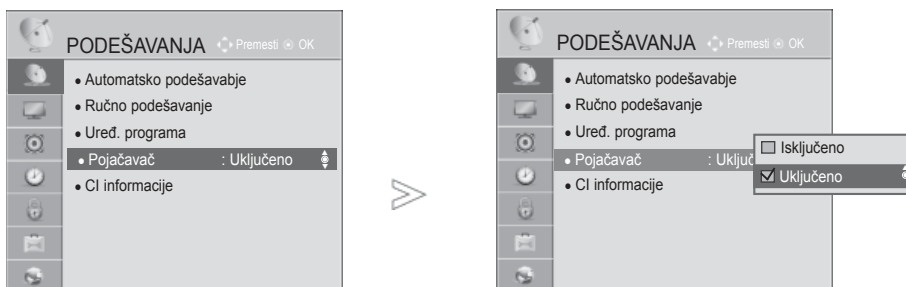 PODEŠAVANJA Premesti OK
• Automatsko podešavabje
• Ručno podešavanje
• Uređ. programa
• Pojačavač : Uključeno
• CI informacije
PODEŠAVANJA Premesti OK
• Automatsko podešavabje
• Ručno podešavanje
• Uređ. programa
• Pojačavač : Uključ
• CI informacije
Isključeno
Uključeno